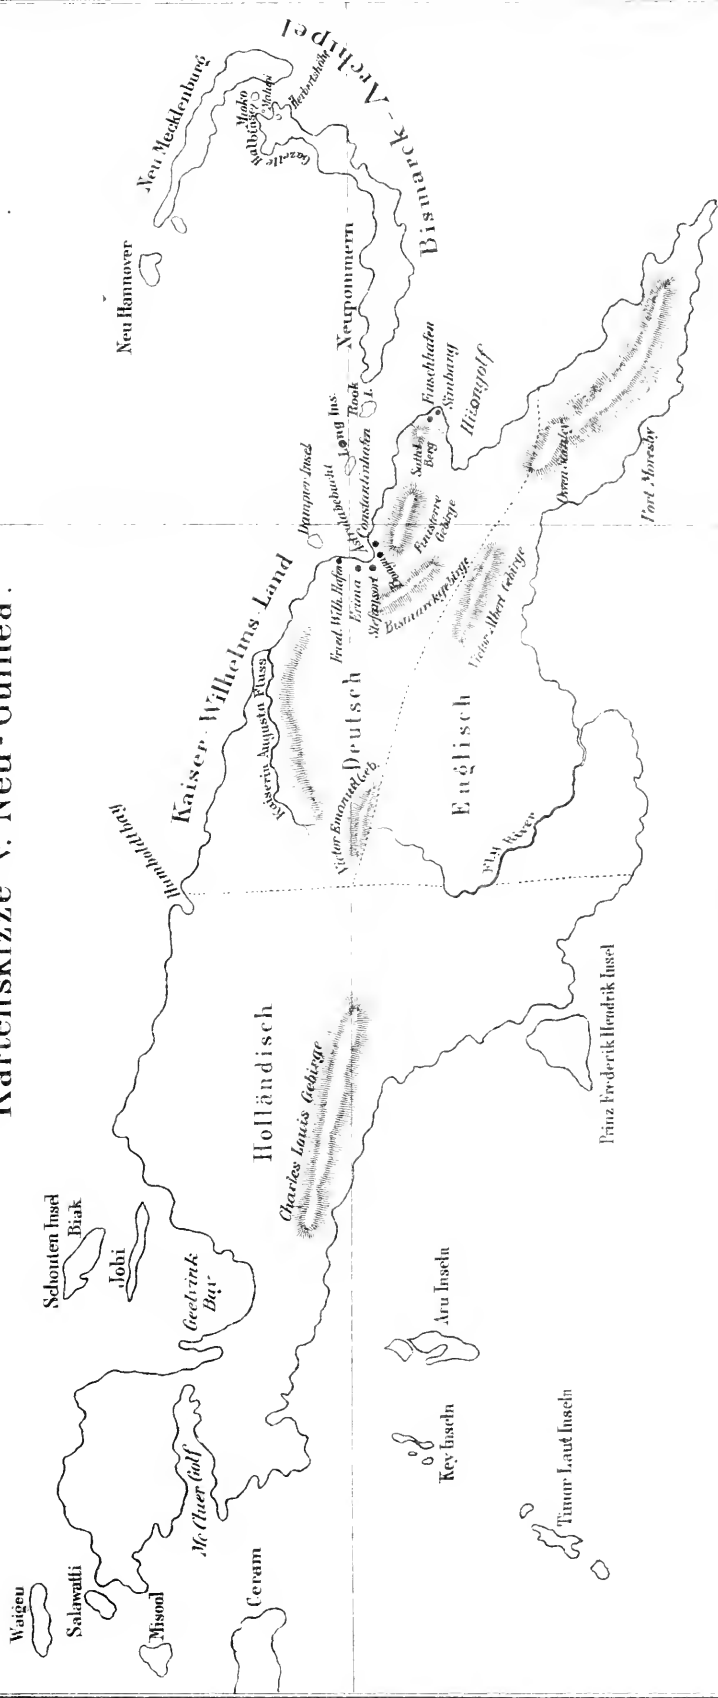 Kartenskizze v. Neu-Guinea.
Waigeu
Salawatti
Misool
Ceram
Mc Cluer Golf
Schouten Insel
Biak
Jobi
Geelvink
Bay
Key Inseln
Aru Inseln
Timor Laut Inseln
Holländisch
Charles Louis Gebirge
Prinz Frederik Hendrik Insel
Humboldtbay
Kaiser Wilhelms Land
Kaiserin Augusta Fluss
Victor Emanuel Geb.
Deutsch
Englisch
Fly River
Dampier Insel
Fried. Wilh. Hafen
Erima
Stefansort
Astrolabebucht
Constantinhafen
Long Ins.
Rook
I.
Bismarckgebirge
Finisterre
Gebirge
Sattel
Berg
Finschhafen
Simbang
Victor Albert Gebirge
Owen
Port Moresby
Neu Hannover
Neu Mecklenburg
Neupommern
Gazelle
Halbinsel
Mioko
Herbertshöhe
Bismarck-Archipel